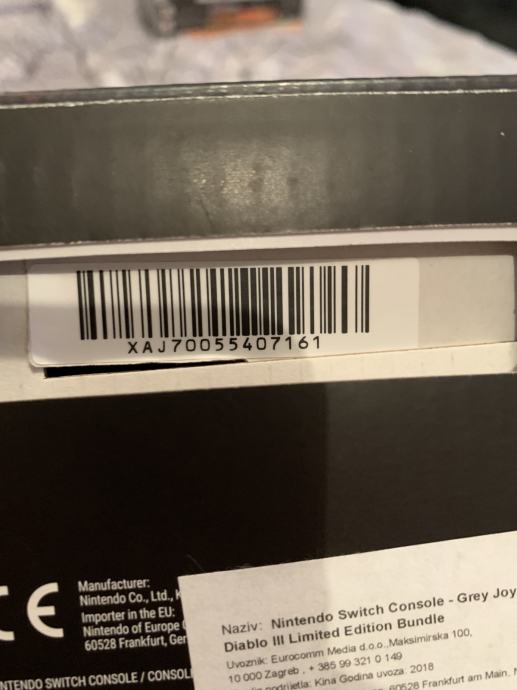 XAJ70055407161
CE
Manufacturer:
Nintendo Co., Ltd.,
Importer in the EU:
Nintendo of Europe
60528 Frankfurt,
NINTENDO SWITCH CONSOLE /
Naziv: Nintendo Switch Console - Grey Joy
Diablo III Limited Edition Bundle
Uvoznik: Eurocomm Media d.o.o.,Maksimirska 100,
10 000 Zagreb , + 385 99 321 0 149
podrijetla: Kina Godina uvoza: 2018
60528 Frankfurt am Main,